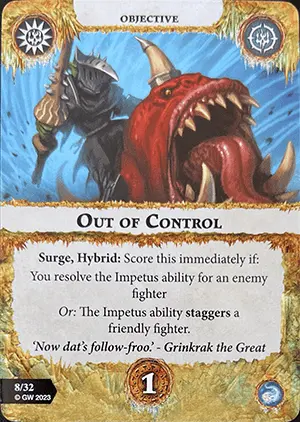 OBJECTIVE
OUT OF CONTROL
Surge, Hybrid: Score this immediately if:
You resolve the Impetus ability for an enemy
fighter
Or: The Impetus ability staggers a
friendly fighter.
‘Now dat's follow-froo.’ - Grinkrak the Great
8/32
© GW 2023
1